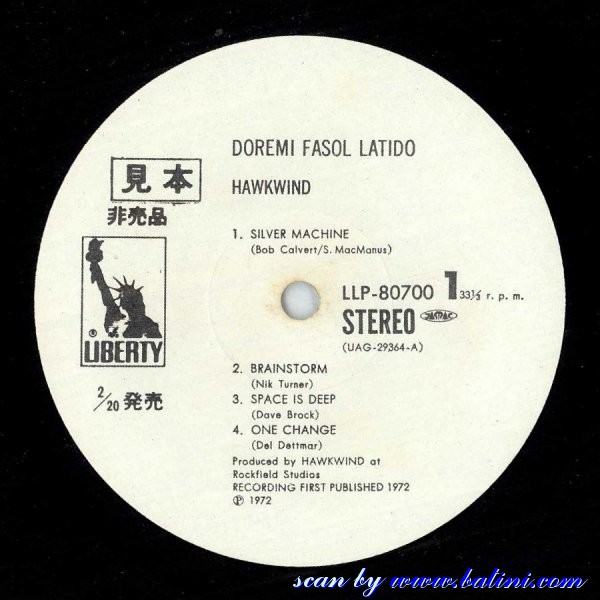 DOREMI FASOL LATIDO
HAWKWIND
見本
非売品
® LIBERTY
2/20 発売
1. SILVER MACHINE
(Bob Calvert/S. MacManus)
LLP-80700 1 33⅓ r. p. m.
STEREO JASRAC
(UAG-29364-A)
2. BRAINSTORM
(Nik Turner)
3. SPACE IS DEEP
(Dave Brock)
4. ONE CHANGE
(Del Dettmar)
Produced by HAWKWIND at
Rockfield Studios
RECORDING FIRST PUBLISHED 1972
℗ 1972
scan by www.batini.com